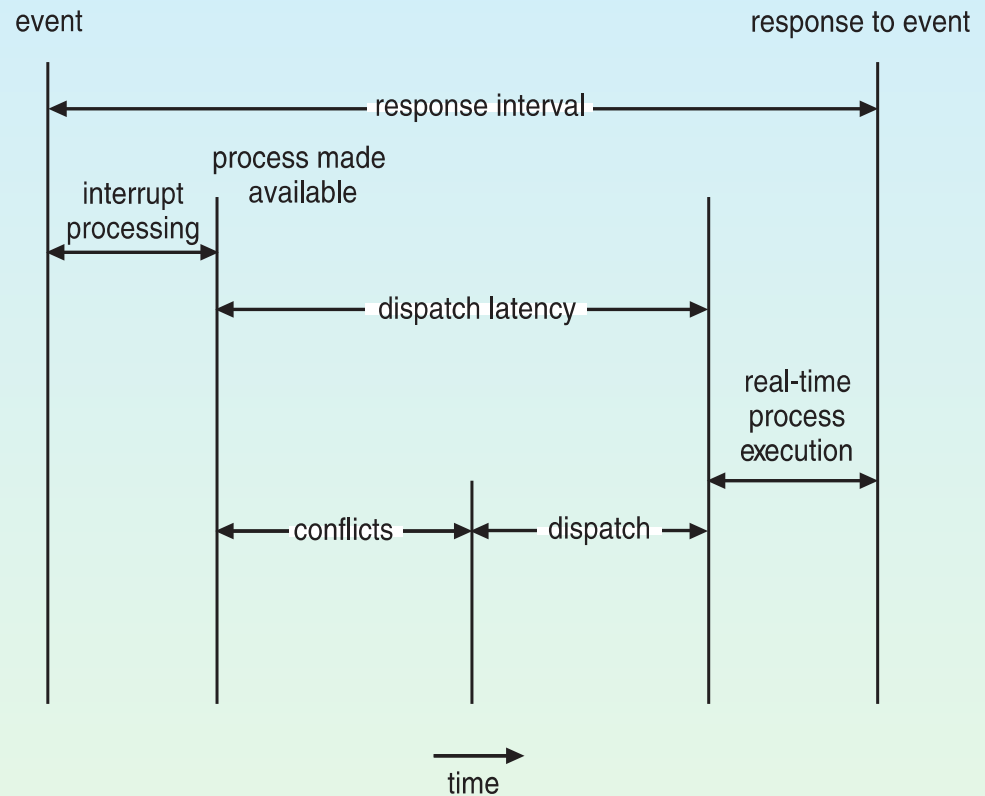 event
response to event
response interval
process made
available
interrupt
processing
dispatch latency
real-time
process
execution
conflicts
dispatch
time